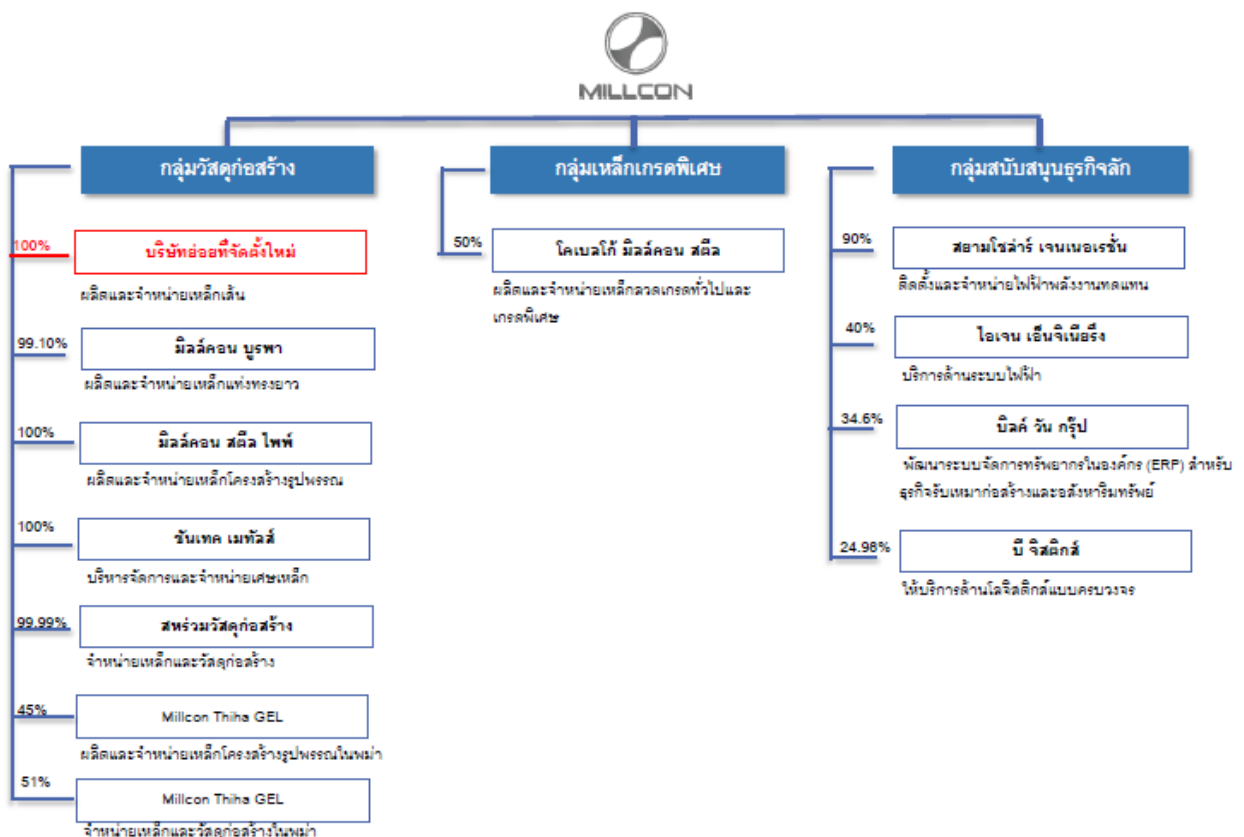 MILLCON
กลุ่มวัสดุก่อสร้าง
100%
บริษัทย่อยที่จัดตั้งใหม่
ผลิตและจำหน่ายเหล็กเส้น
99.10%
มิลล์คอน บูรพา
ผลิตและจำหน่ายเหล็กแท่งทรงยาว
100%
มิลล์คอน สตีล ไพพ์
ผลิตและจำหน่ายเหล็กโครงสร้างรูปพรรณ
100%
ซันเทค เมทัลส์
บริหารจัดการและจำหน่ายเศษเหล็ก
99.99%
สหร่วมวัสดุก่อสร้าง
จำหน่ายเหล็กและวัสดุก่อสร้าง
45%
Millcon Thiha GEL
ผลิตและจำหน่ายเหล็กโครงสร้างรูปพรรณในพม่า
51%
Millcon Thiha GEL
จำหน่ายเหล็กและวัสดุก่อสร้างในพม่า
กลุ่มเหล็กเกรดพิเศษ
50%
โคเบลโก้ มิลล์คอน สตีล
ผลิตและจำหน่ายเหล็กลวดเกรดทั่วไปและ
เกรดพิเศษ
กลุ่มสนับสนุนธุรกิจลัก
90%
สยามโซล่าร์ เจนเนอเรชั่น
ติดตั้งและจำหน่ายไฟฟ้าพลังงานทดแทน
40%
ไอเจน เอ็นจิเนียริ่ง
บริการด้านระบบไฟฟ้า
34.6%
บิลค์ วัน กรุ๊ป
พัฒนาระบบจัดการทรัพยากรในองค์กร (ERP) สำหรับ
ธุรกิจรับเหมาก่อสร้างและอสังหาริมทรัพย์
24.98%
บี จิสติกส์
ให้บริการด้านโลจิสติกส์แบบครบวงจร